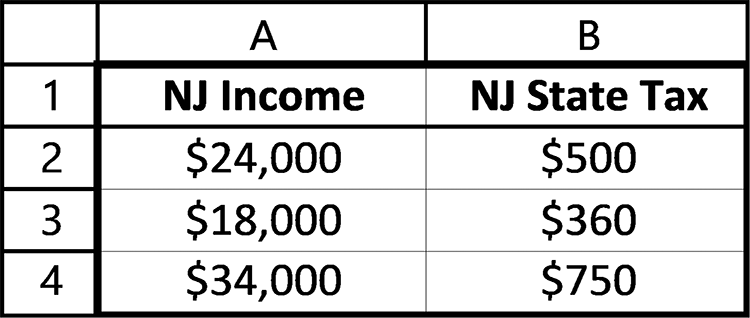 A B
1 NJ Income NJ State Tax
2 $24,000 $500
3 $18,000 $360
4 $34,000 $750